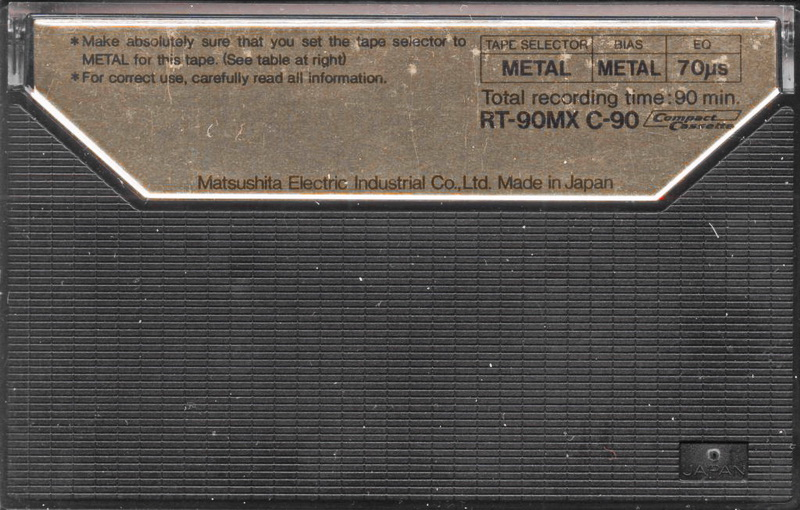 *Make absolutely sure that you set the tape selector to
METAL for this tape. (See table at right)
*For correct use, carefully read all information.
TAPE SELECTOR BIAS EQ
METAL METAL 70µs
Total recording time:90 min.
RT-90MX C-90 Compact
Cassette
Matsushita Electric Industrial Co.,Ltd. Made in Japan
JAPAN